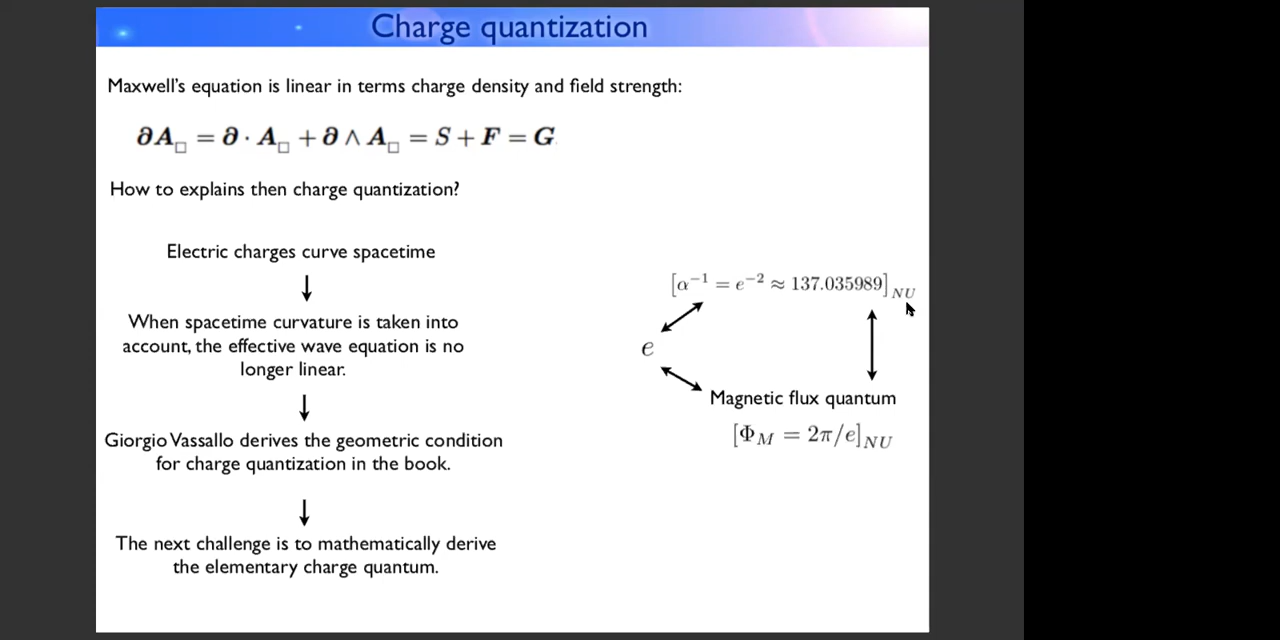 Charge quantization
Maxwell's equation is linear in terms charge density and field strength:
∂A□ = ∂ · A□ + ∂ ∧ A□ = S + F = G
How to explains then charge quantization?
Electric charges curve spacetime
↓
When spacetime curvature is taken into
account, the effective wave equation is no
longer linear.
↓
Giorgio Vassallo derives the geometric condition
for charge quantization in the book.
↓
The next challenge is to mathematically derive
the elementary charge quantum.
[α⁻¹ = e⁻² ≈ 137.035989]_NU
e
Magnetic flux quantum
[Φ_M = 2π/e]_NU